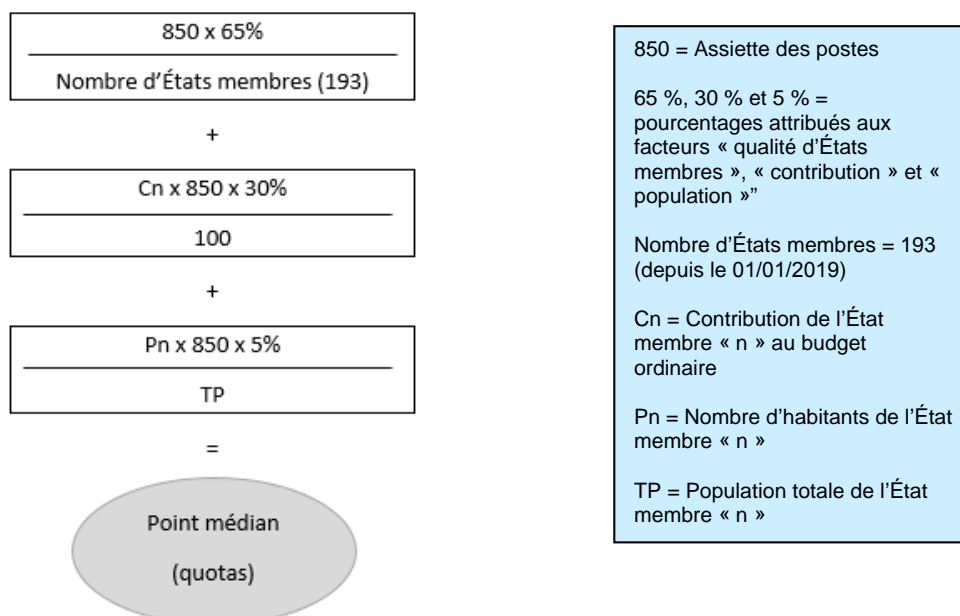 850 x 65%
Nombre d'États membres (193)
+
Cn x 850 x 30%
100
+
Pn x 850 x 5%
TP
=
Point médian
(quotas)
850 = Assiette des postes
65 %, 30 % et 5 % =
pourcentages attribués aux
facteurs « qualité d'États
membres », « contribution » et «
population »”
Nombre d'États membres = 193
(depuis le 01/01/2019)
Cn = Contribution de l'État
membre « n » au budget
ordinaire
Pn = Nombre d'habitants de l'État
membre « n »
TP = Population totale de l'État
membre « n »